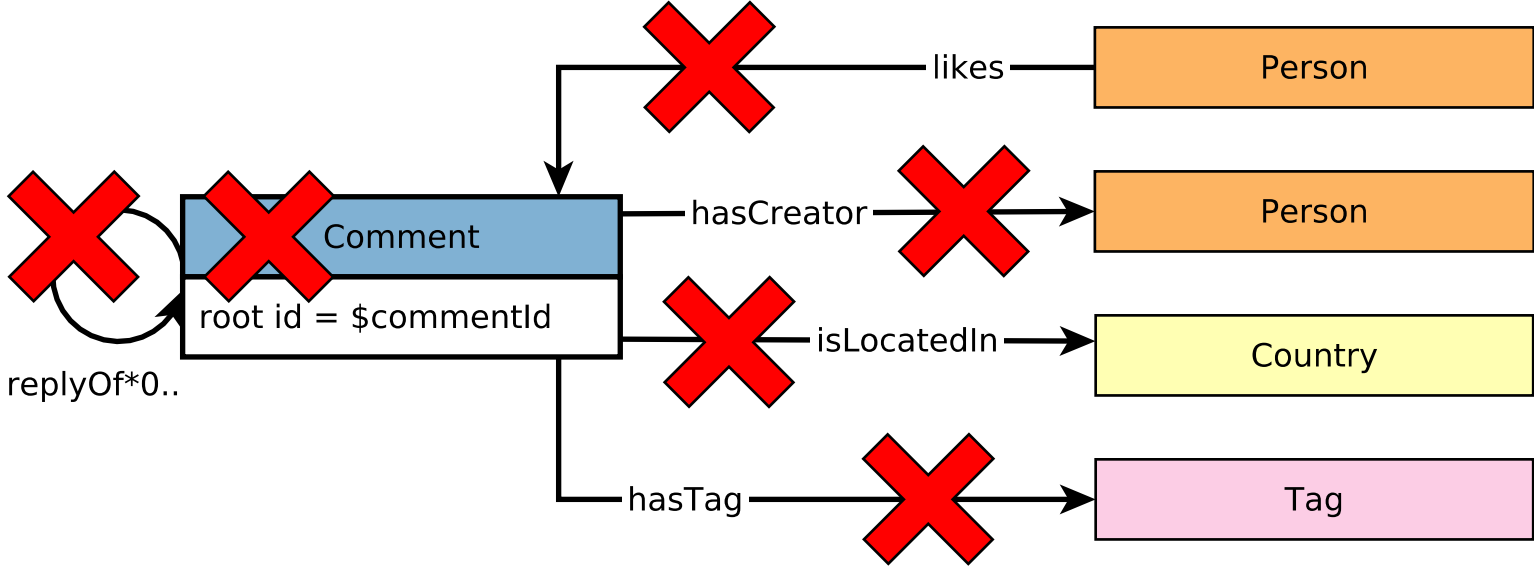 likes
Person
hasCreator
Person
Comment
root id = $commentId
isLocatedIn
Country
replyOf*0..
hasTag
Tag